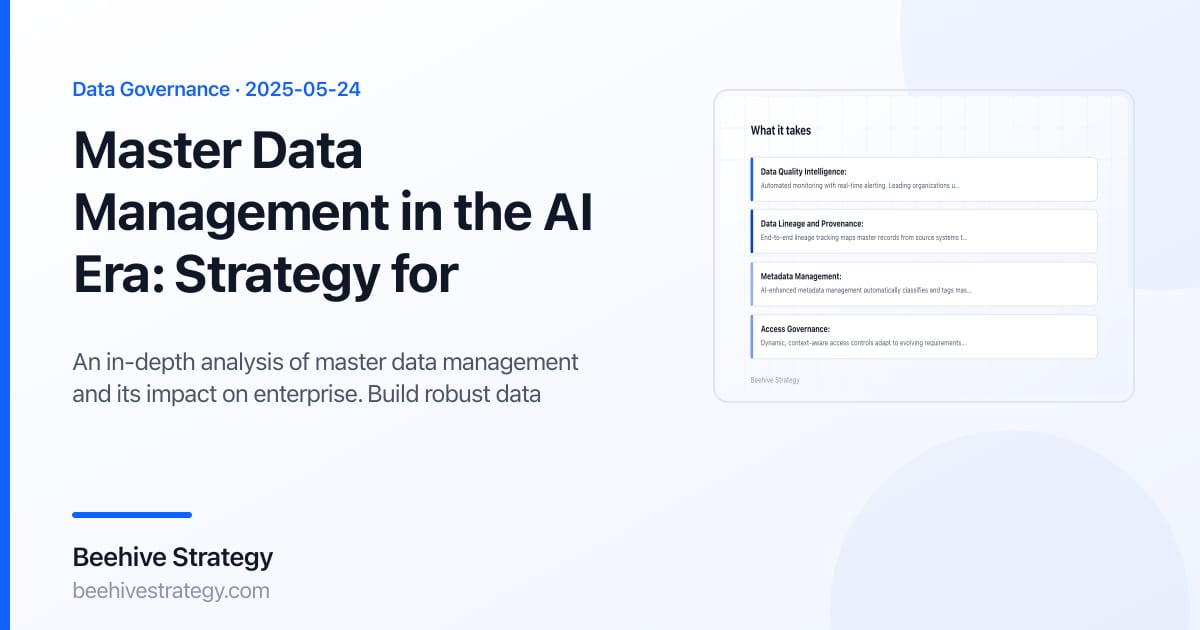 Data Governance · 2025-05-24
Master Data
Management in the AI
Era: Strategy for
An in-depth analysis of master data management
and its impact on enterprise. Build robust data
Beehive Strategy
beehivestrategy.com
What it takes
Data Quality Intelligence:
Automated monitoring with real-time alerting. Leading organizations u...
Data Lineage and Provenance:
End-to-end lineage tracking maps master records from source systems t...
Metadata Management:
AI-enhanced metadata management automatically classifies and tags mas...
Access Governance:
Dynamic, context-aware access controls adapt to evolving requirements...
Beehive Strategy